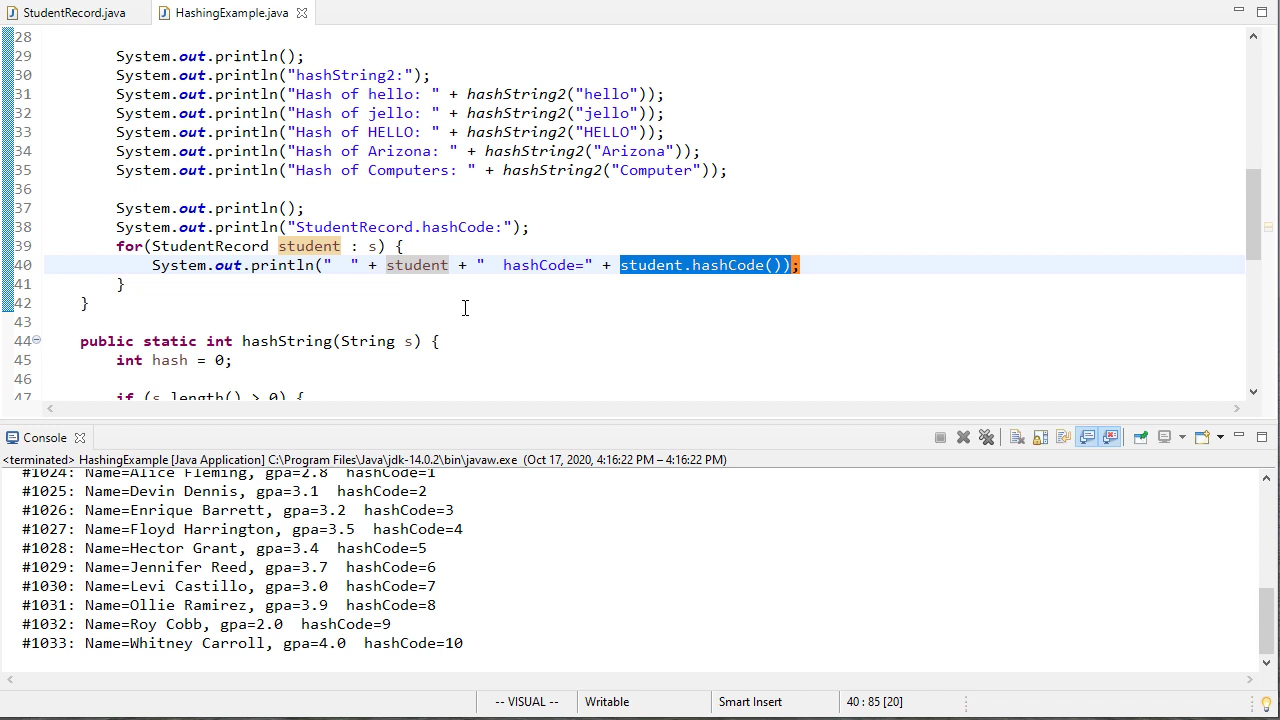 StudentRecord.java HashingExample.java
28
29 System.out.println();
30 System.out.println("hashString2:");
31 System.out.println("Hash of hello: " + hashString2("hello"));
32 System.out.println("Hash of jello: " + hashString2("jello"));
33 System.out.println("Hash of HELLO: " + hashString2("HELLO"));
34 System.out.println("Hash of Arizona: " + hashString2("Arizona"));
35 System.out.println("Hash of Computers: " + hashString2("Computer"));
36
37 System.out.println();
38 System.out.println("StudentRecord.hashCode:");
39 for(StudentRecord student : s) {
40 System.out.println("  " + student + "  hashCode=" + student.hashCode());
41 }
42 }
43
44 public static int hashString(String s) {
45 int hash = 0;
46
47 if (s.length() > 0) {
Console
<terminated> HashingExample [Java Application] C:\Program Files\Java\jdk-14.0.2\bin\javaw.exe (Oct 17, 2020, 4:16:22 PM – 4:16:22 PM)
#1024: Name=Alice Fleming, gpa=2.8  hashCode=1
#1025: Name=Devin Dennis, gpa=3.1  hashCode=2
#1026: Name=Enrique Barrett, gpa=3.2  hashCode=3
#1027: Name=Floyd Harrington, gpa=3.5  hashCode=4
#1028: Name=Hector Grant, gpa=3.4  hashCode=5
#1029: Name=Jennifer Reed, gpa=3.7  hashCode=6
#1030: Name=Levi Castillo, gpa=3.0  hashCode=7
#1031: Name=Ollie Ramirez, gpa=3.9  hashCode=8
#1032: Name=Roy Cobb, gpa=2.0  hashCode=9
#1033: Name=Whitney Carroll, gpa=4.0  hashCode=10
-- VISUAL -- Writable Smart Insert 40 : 85 [20]